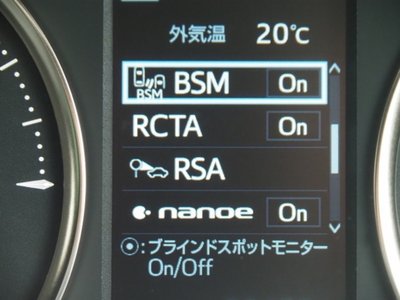 外気温 20℃
BSM BSM On
RCTA On
RSA
nanoe On
⦿:ブラインドスポットモニター
On/Off